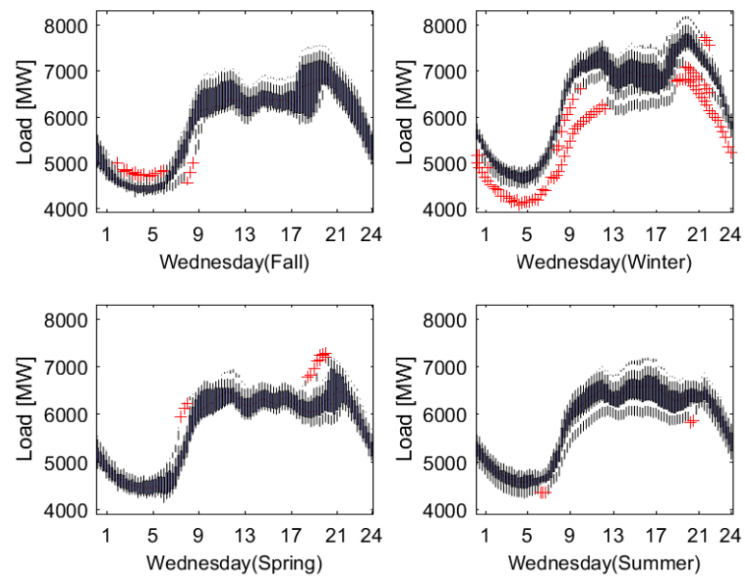 8000
8000
Load [MW]
7000
Load [MW]
7000
6000
6000
5000
5000
4000
4000
1 5 9 13 17 21 24
1 5 9 13 17 21 24
Wednesday(Fall)
Wednesday(Winter)
8000
8000
Load [MW]
7000
Load [MW]
7000
6000
6000
5000
5000
4000
4000
1 5 9 13 17 21 24
1 5 9 13 17 21 24
Wednesday(Spring)
Wednesday(Summer)